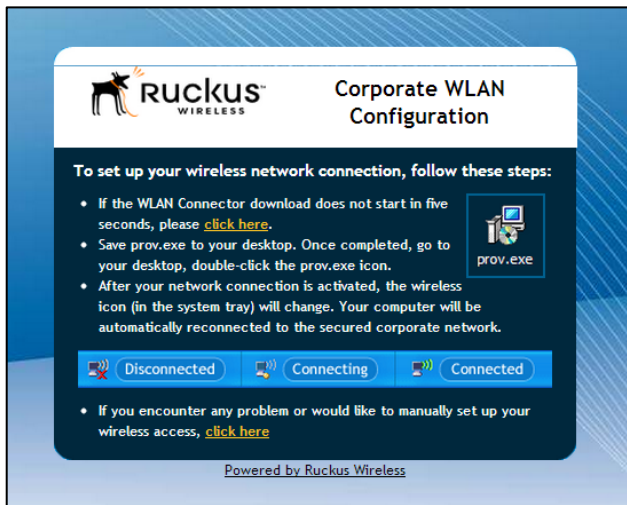 Ruckus™
WIRELESS
Corporate WLAN
Configuration
To set up your wireless network connection, follow these steps:
• If the WLAN Connector download does not start in five
seconds, please click here.
• Save prov.exe to your desktop. Once completed, go to
your desktop, double-click the prov.exe icon.
prov.exe
• After your network connection is activated, the wireless
icon (in the system tray) will change. Your computer will be
automatically reconnected to the secured corporate network.
Disconnected Connecting Connected
• If you encounter any problem or would like to manually set up your
wireless access, click here
Powered by Ruckus Wireless